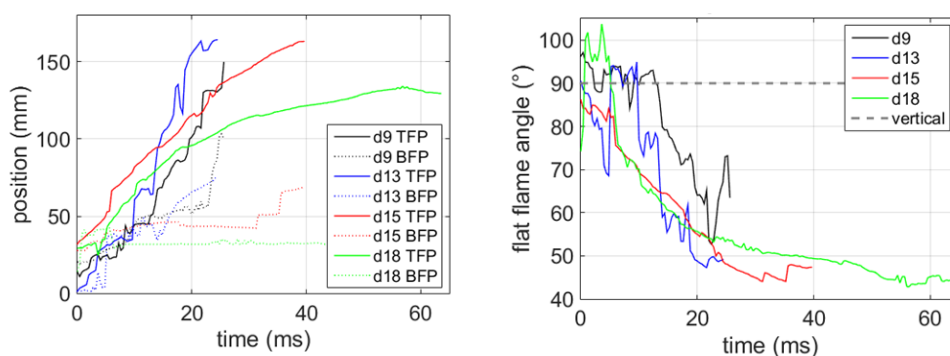 position (mm)
150
100
50
0
d9 TFP
d9 BFP
d13 TFP
d13 BFP
d15 TFP
d15 BFP
d18 TFP
d18 BFP
0 20 40 60
time (ms)
flat flame angle (°)
100
90
80
70
60
50
40
d9
d13
d15
d18
vertical
0 20 40 60
time (ms)